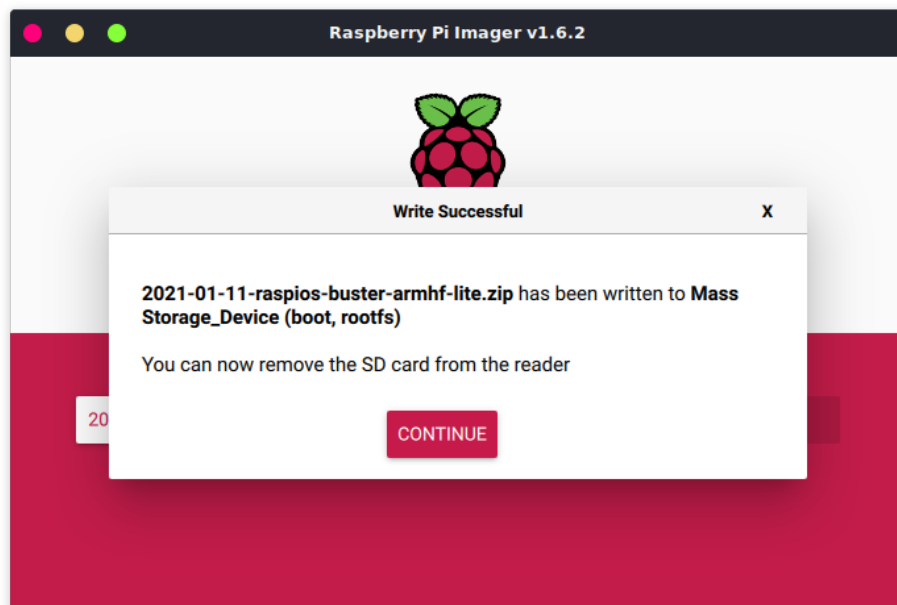 Raspberry Pi Imager v1.6.2
Write Successful
X
2021-01-11-raspios-buster-armhf-lite.zip has been written to Mass
Storage_Device (boot, rootfs)
You can now remove the SD card from the reader
20
CONTINUE